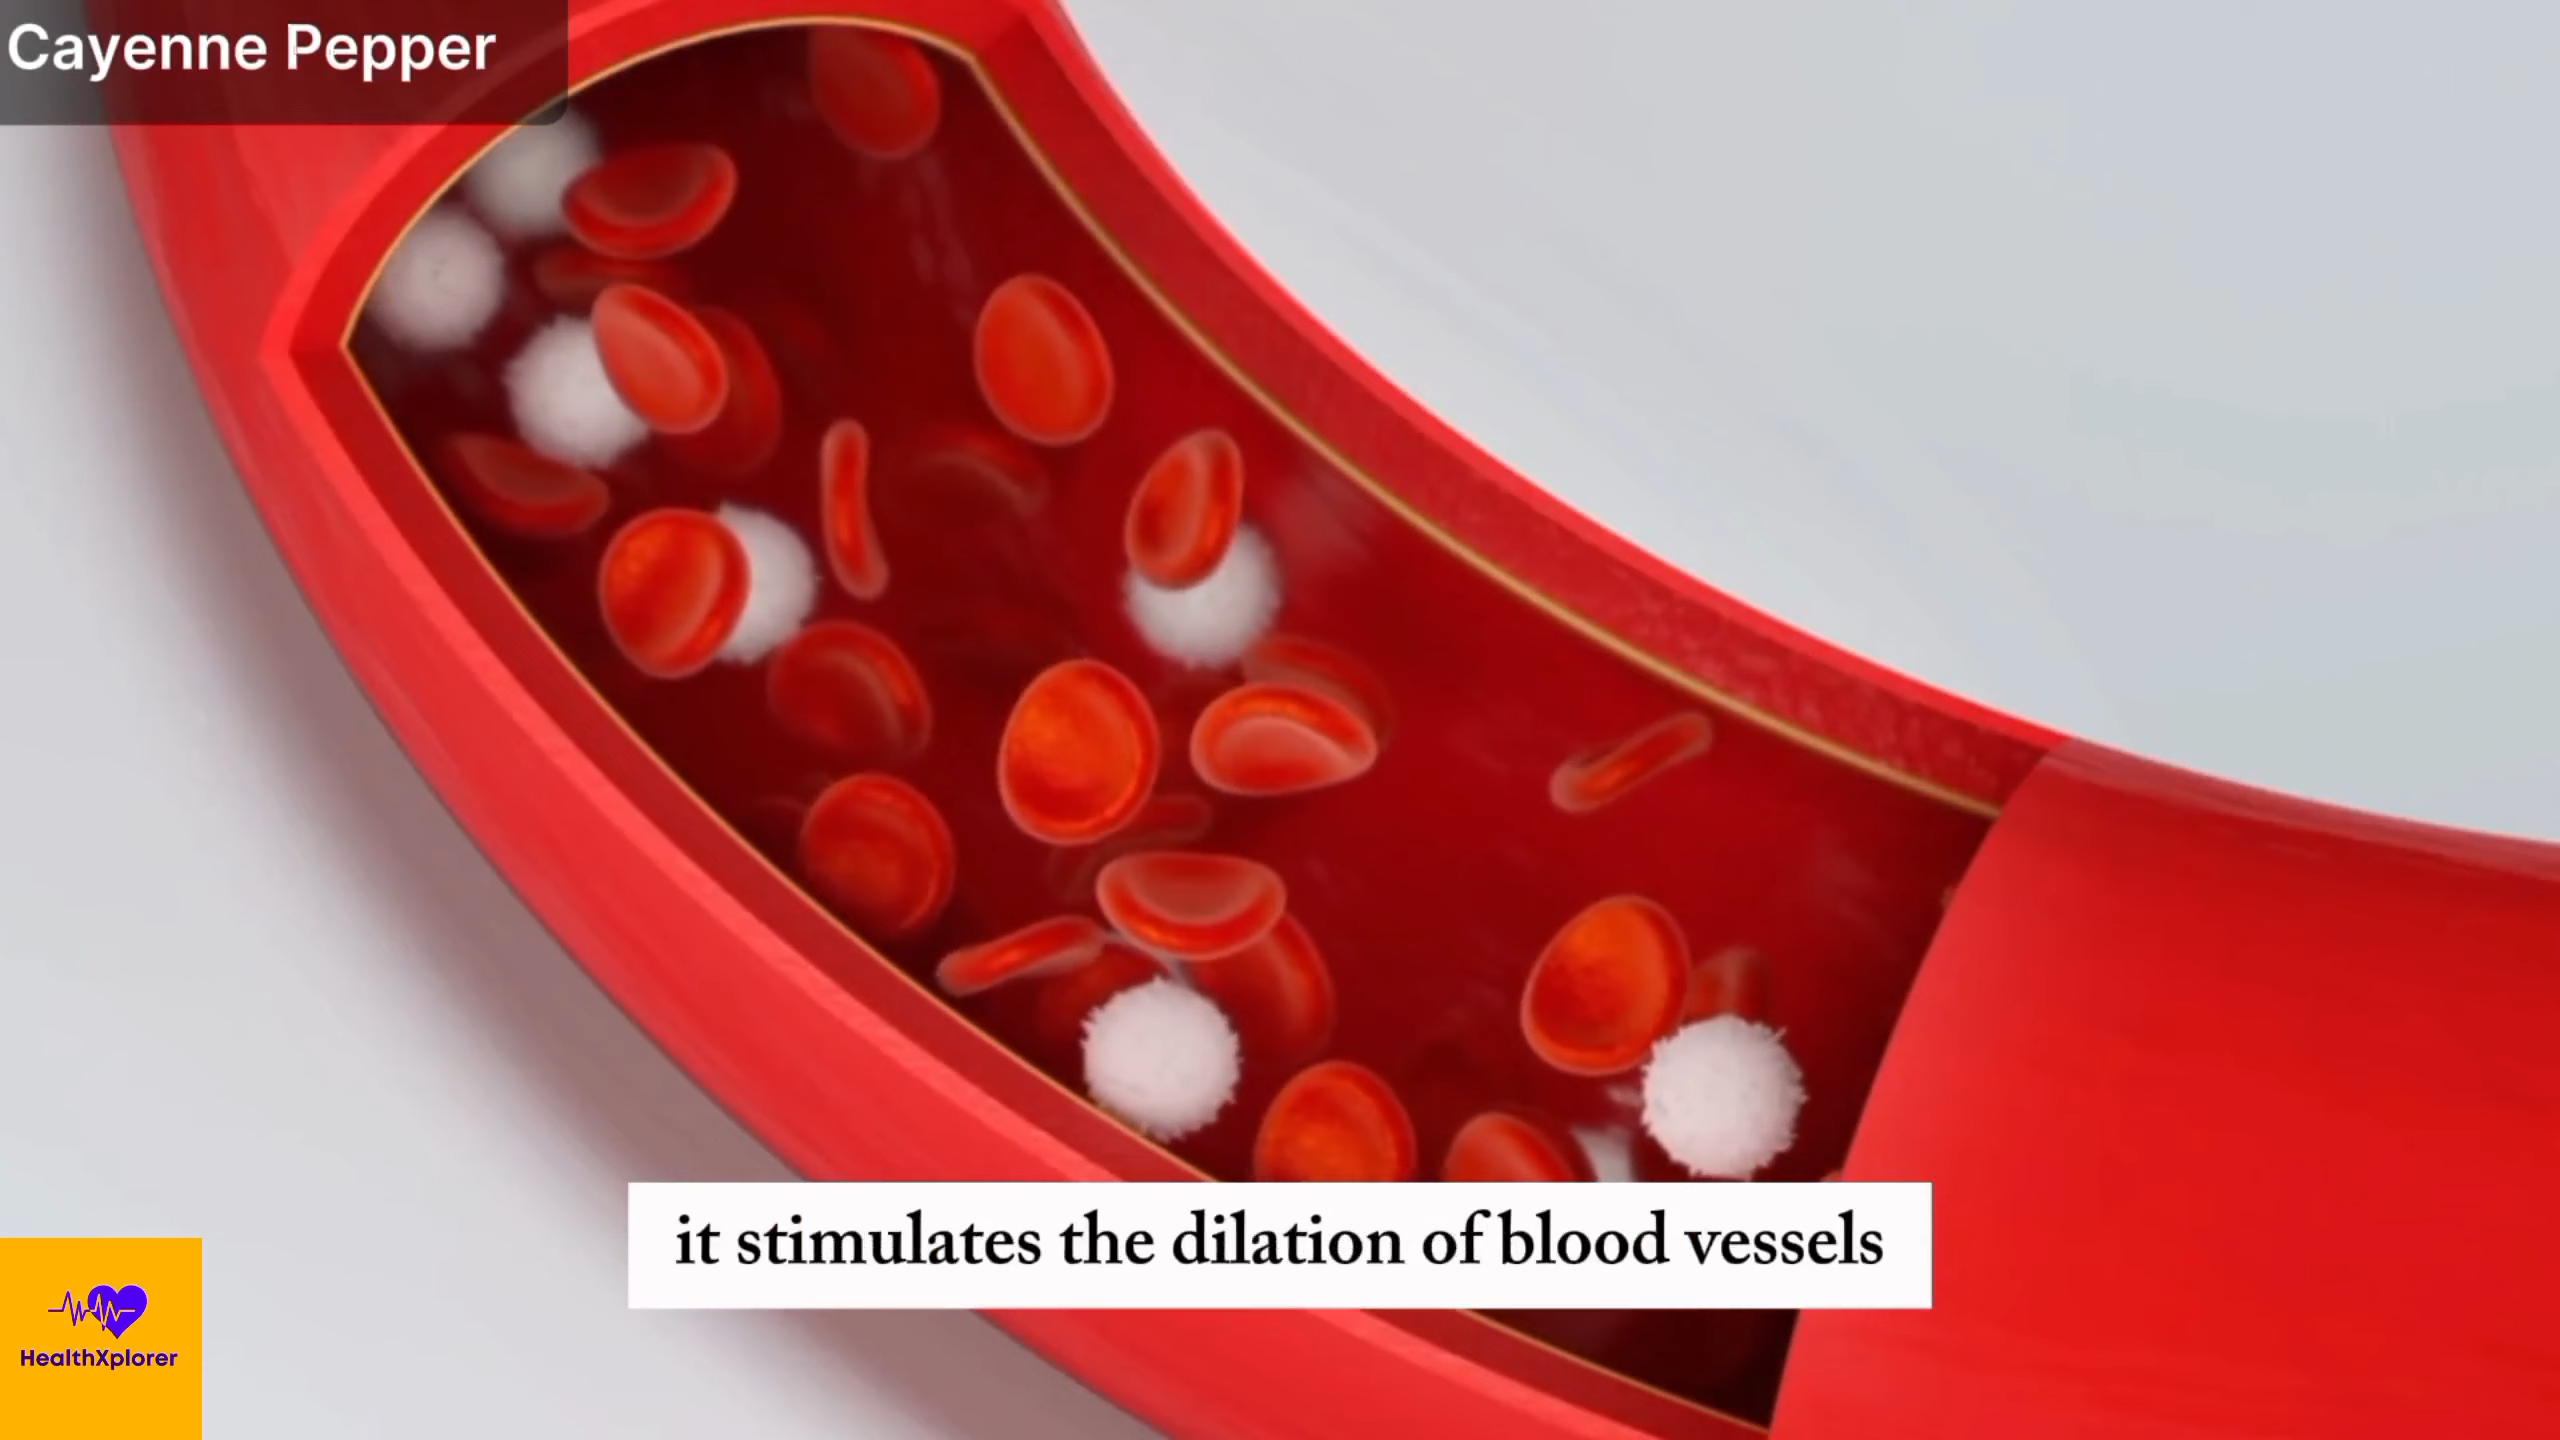 Cayenne Pepper
it stimulates the dilation of blood vessels
HealthXplorer